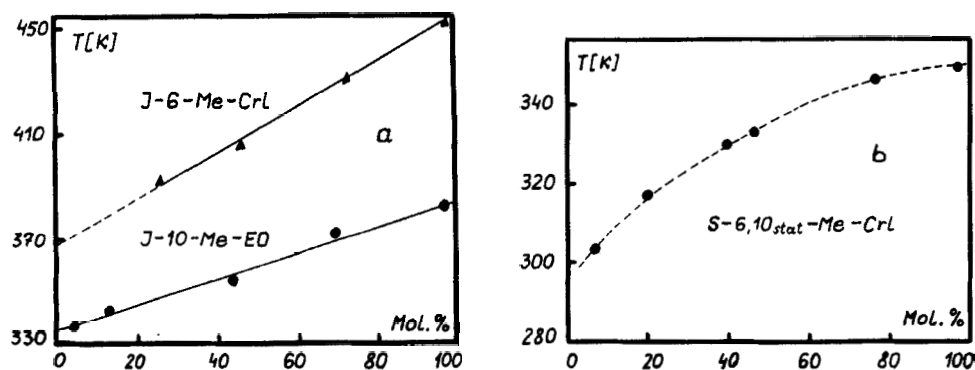 450
T[K]
J-6-Me-Crl
410
a
370
J-10-Me-EO
330
Mol.%
0 20 40 60 80 100
T[K]
340
b
320
S-6,10stat-Me-Crl
300
Mol.%
280
0 20 40 60 80 100